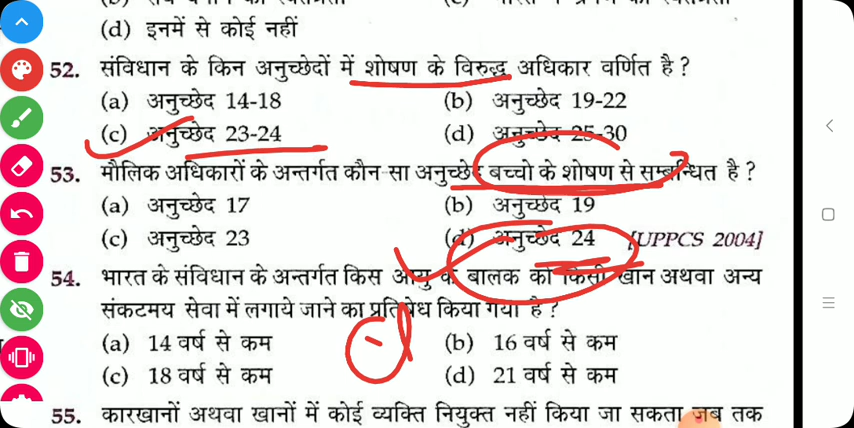 (d) इनमें से कोई नहीं
52. संविधान के किन अनुच्छेदों में शोषण के विरुद्ध अधिकार वर्णित है ?
(a) अनुच्छेद 14-18 (b) अनुच्छेद 19-22
(c) अनुच्छेद 23-24 (d) अनुच्छेद 25-30
53. मौलिक अधिकारों के अन्तर्गत कौन सा अनुच्छेद बच्चो के शोषण से सम्बन्धित है ?
(a) अनुच्छेद 17 (b) अनुच्छेद 19
(c) अनुच्छेद 23 (d) अनुच्छेद 24 [UPPCS 2004]
54. भारत के संविधान के अन्तर्गत किस आयु के बालक को किसी खान अथवा अन्य
संकटमय सेवा में लगाये जाने का प्रतिषेध किया गया है ?
(a) 14 वर्ष से कम (b) 16 वर्ष से कम
(c) 18 वर्ष से कम (d) 21 वर्ष से कम
55. कारखानों अथवा खानों में कोई व्यक्ति नियुक्त नहीं किया जा सकता जब तक